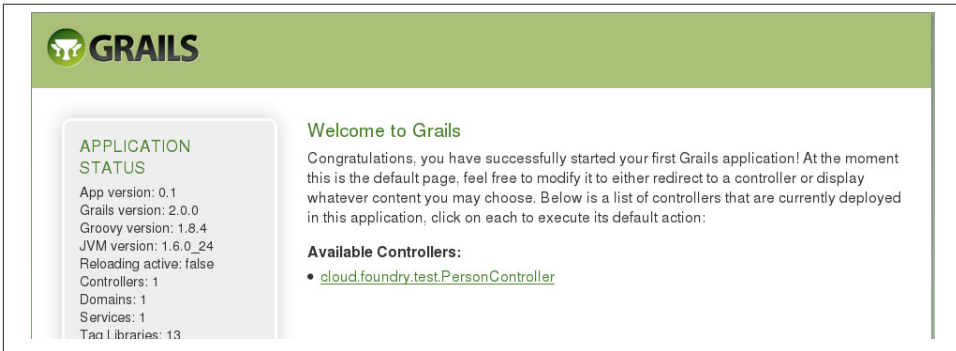 GRAILS
APPLICATION
STATUS
App version: 0.1
Grails version: 2.0.0
Groovy version: 1.8.4
JVM version: 1.6.0_24
Reloading active: false
Controllers: 1
Domains: 1
Services: 1
Tag Libraries: 13
Welcome to Grails
Congratulations, you have successfully started your first Grails application! At the moment
this is the default page, feel free to modify it to either redirect to a controller or display
whatever content you may choose. Below is a list of controllers that are currently deployed
in this application, click on each to execute its default action:
Available Controllers:
• cloud.foundry.test.PersonController